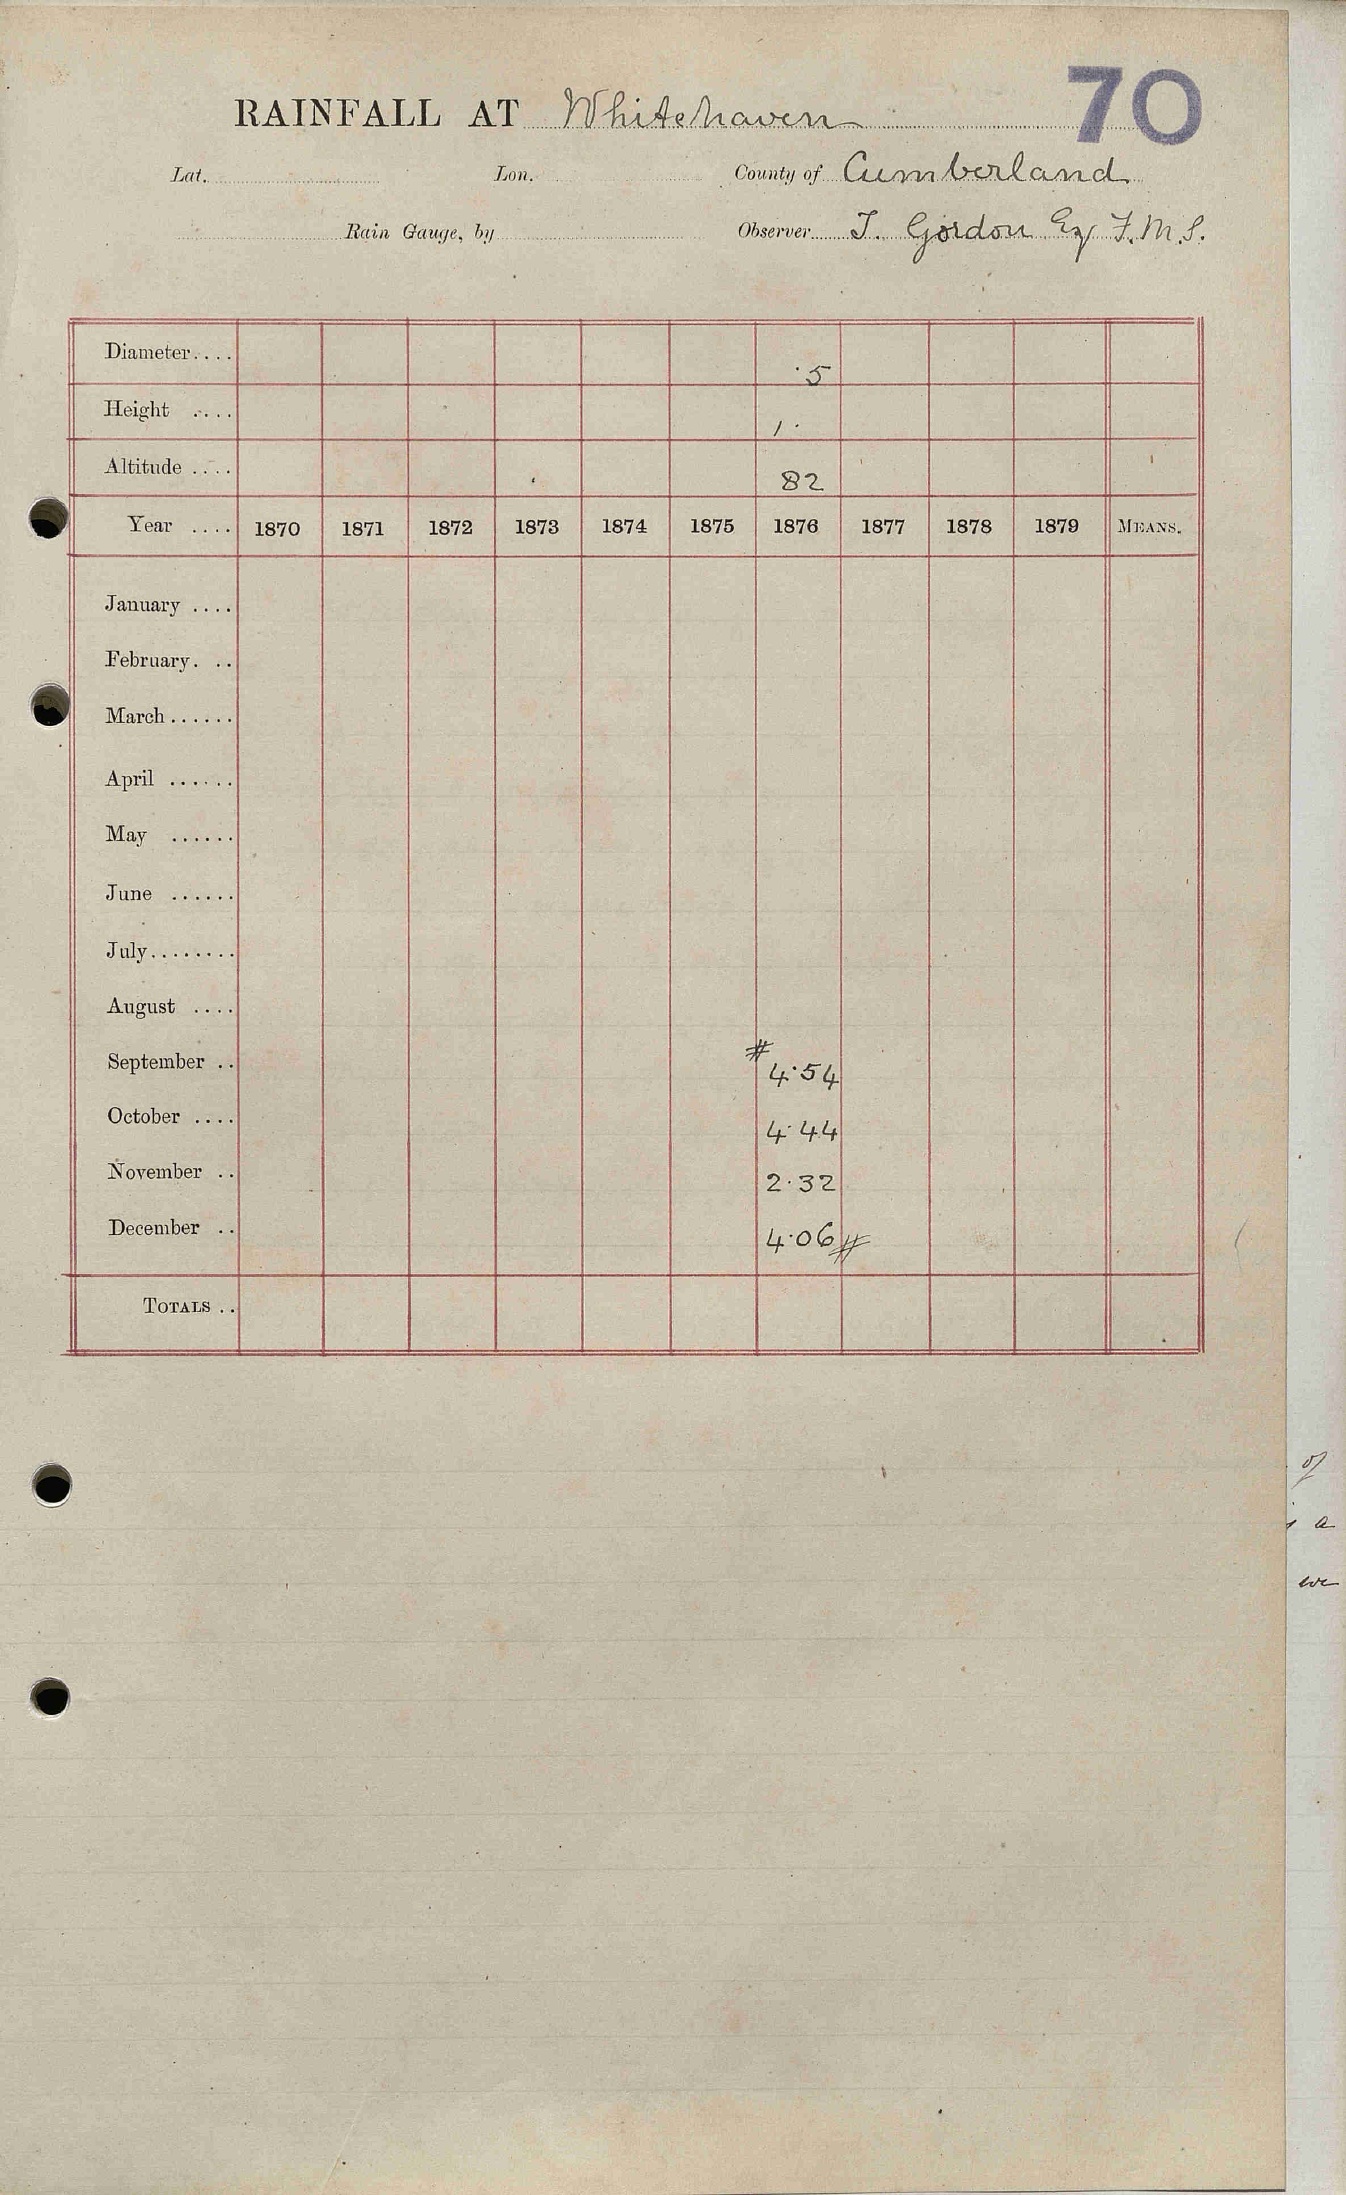 70
RAINFALL AT Whitehaven
Lat. Lon. County of Cumberland
Rain Gauge, by Observer T. Gordon Esq F.M.S.
Diameter.... ·5
Height .... 1·
Altitude .... 82
Year .... 1870 1871 1872 1873 1874 1875 1876 1877 1878 1879 MEANS.
January ....
February. ..
March......
April ......
May ......
June ......
July........
August ....
September .. # 4·54
October .... 4·44
November .. 2·32
December .. 4·06 #
TOTALS ..
of
a
we